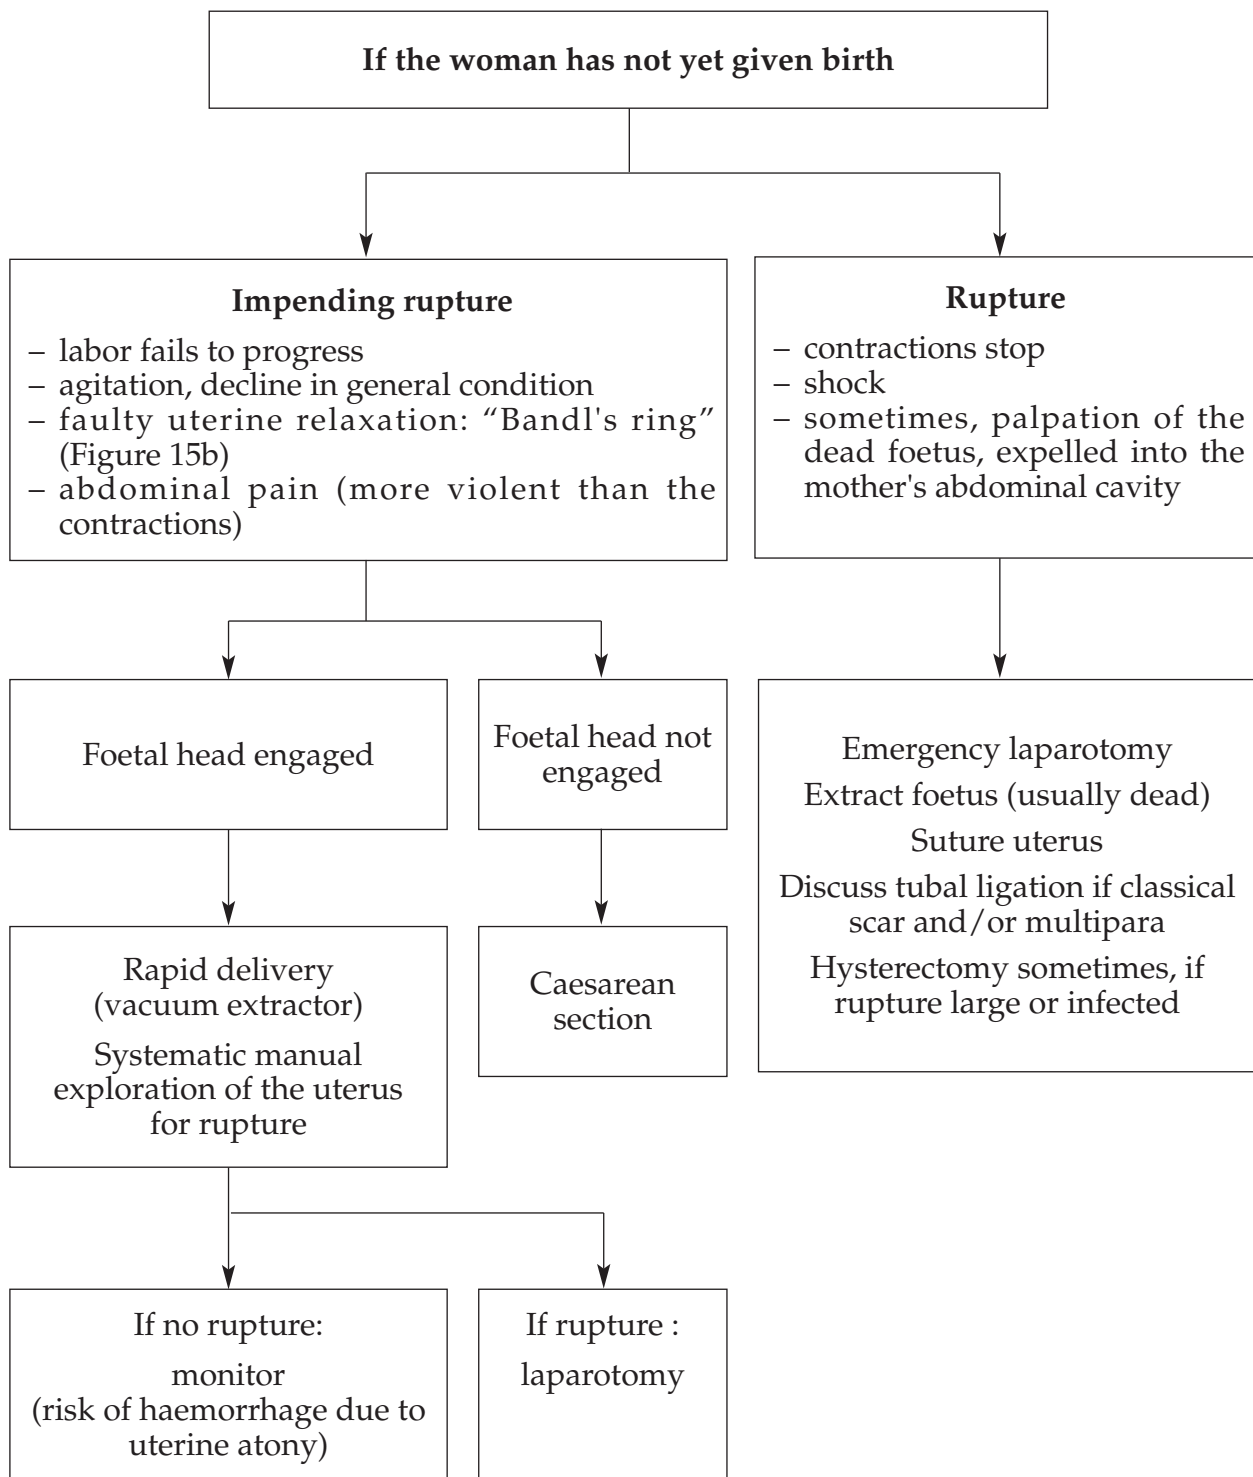 If the woman has not yet given birth
Impending rupture
– labor fails to progress
– agitation, decline in general condition
– faulty uterine relaxation: “Bandl's ring”
(Figure 15b)
– abdominal pain (more violent than the
contractions)
Rupture
– contractions stop
– shock
– sometimes, palpation of the
dead foetus, expelled into the
mother's abdominal cavity
Foetal head engaged
Foetal head not
engaged
Emergency laparotomy
Extract foetus (usually dead)
Suture uterus
Discuss tubal ligation if classical
scar and/or multipara
Hysterectomy sometimes, if
rupture large or infected
Rapid delivery
(vacuum extractor)
Systematic manual
exploration of the uterus
for rupture
Caesarean
section
If no rupture:
monitor
(risk of haemorrhage due to
uterine atony)
If rupture :
laparotomy